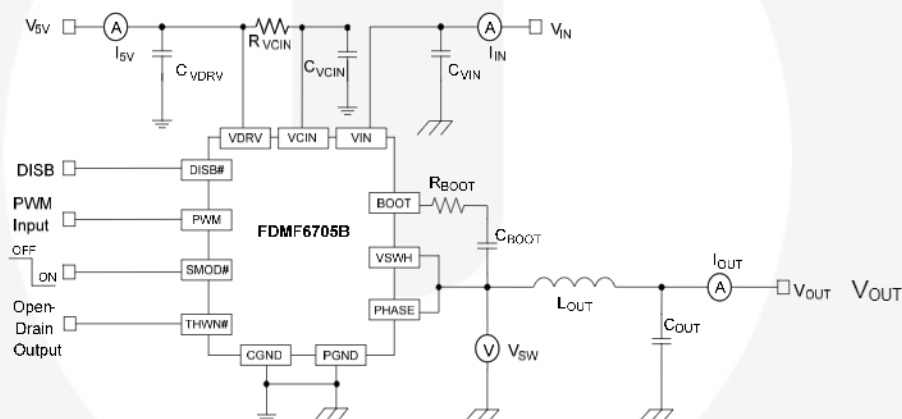 V5V
A
I5V
RVCIN
A
IIN
VIN
CVDRV
CVCIN
CVIN
VDRV
VCIN
VIN
DISB
DISB#
PWM
Input
PWM
FDMF6705B
BOOT
RBOOT
CBOOT
OFF
ON
SMOD#
VSWH
IOUT
A
VOUT
VOUT
LOUT
Open-
Drain
Output
THWN#
PHASE
COUT
CGND
PGND
V
VSW